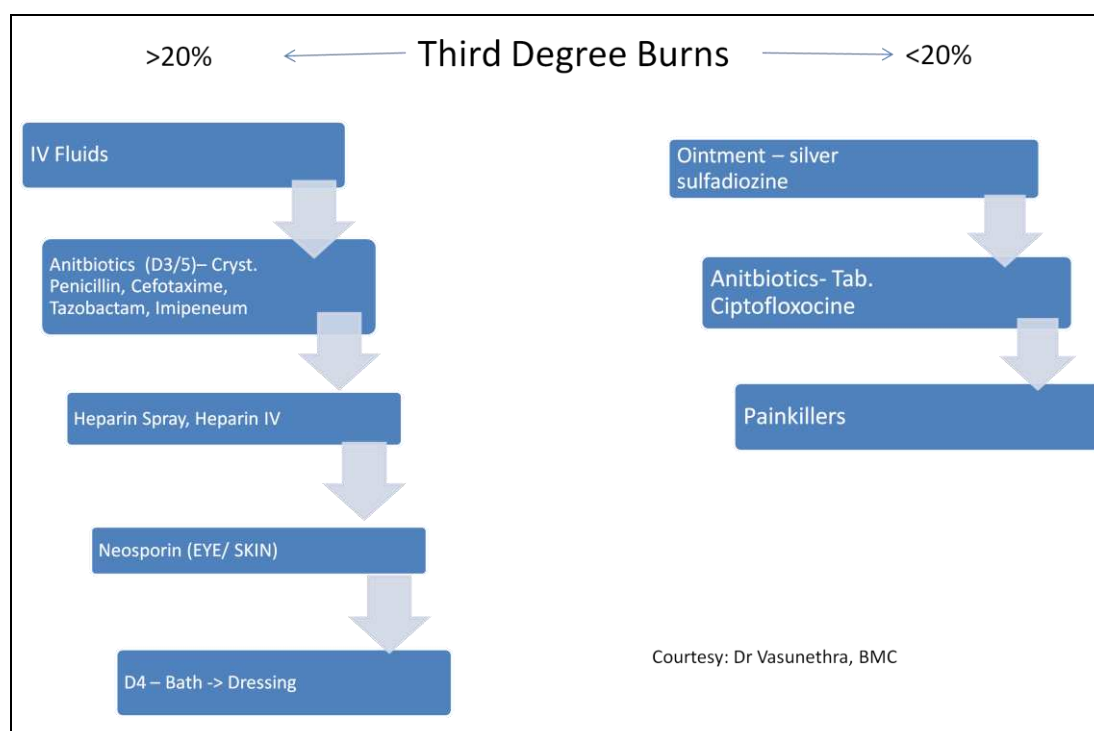 >20%
Third Degree Burns
<20%
IV Fluids
Anitbiotics (D3/5)– Cryst.
Penicillin, Cefotaxime,
Tazobactam, Imipeneum
Heparin Spray, Heparin IV
Neosporin (EYE/ SKIN)
D4 – Bath -> Dressing
Ointment – silver
sulfadiozine
Anitbiotics- Tab.
Ciptofloxocine
Painkillers
Courtesy: Dr Vasunethra, BMC